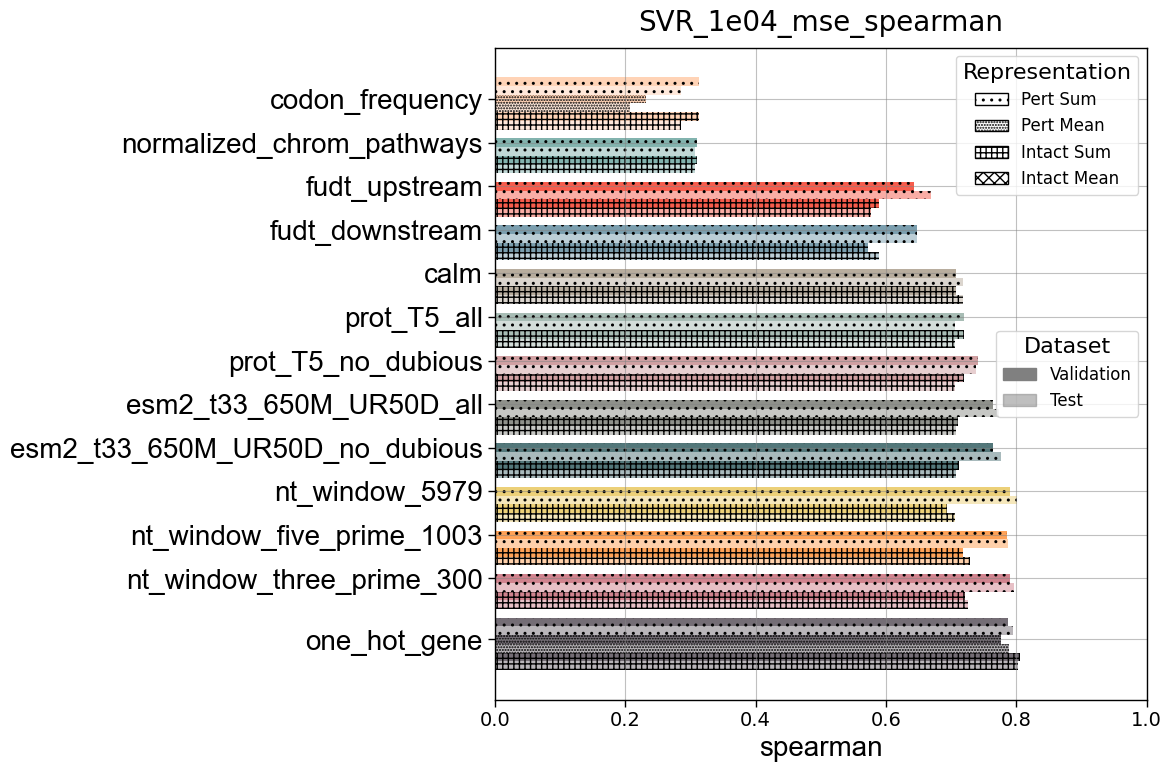 SVR_1e04_mse_spearman
codon_frequency
normalized_chrom_pathways
fudt_upstream
fudt_downstream
calm
prot_T5_all
prot_T5_no_dubious
esm2_t33_650M_UR50D_all
esm2_t33_650M_UR50D_no_dubious
nt_window_5979
nt_window_five_prime_1003
nt_window_three_prime_300
one_hot_gene
Representation
Pert Sum
Pert Mean
Intact Sum
Intact Mean
Dataset
Validation
Test
0.0 0.2 0.4 0.6 0.8 1.0
spearman